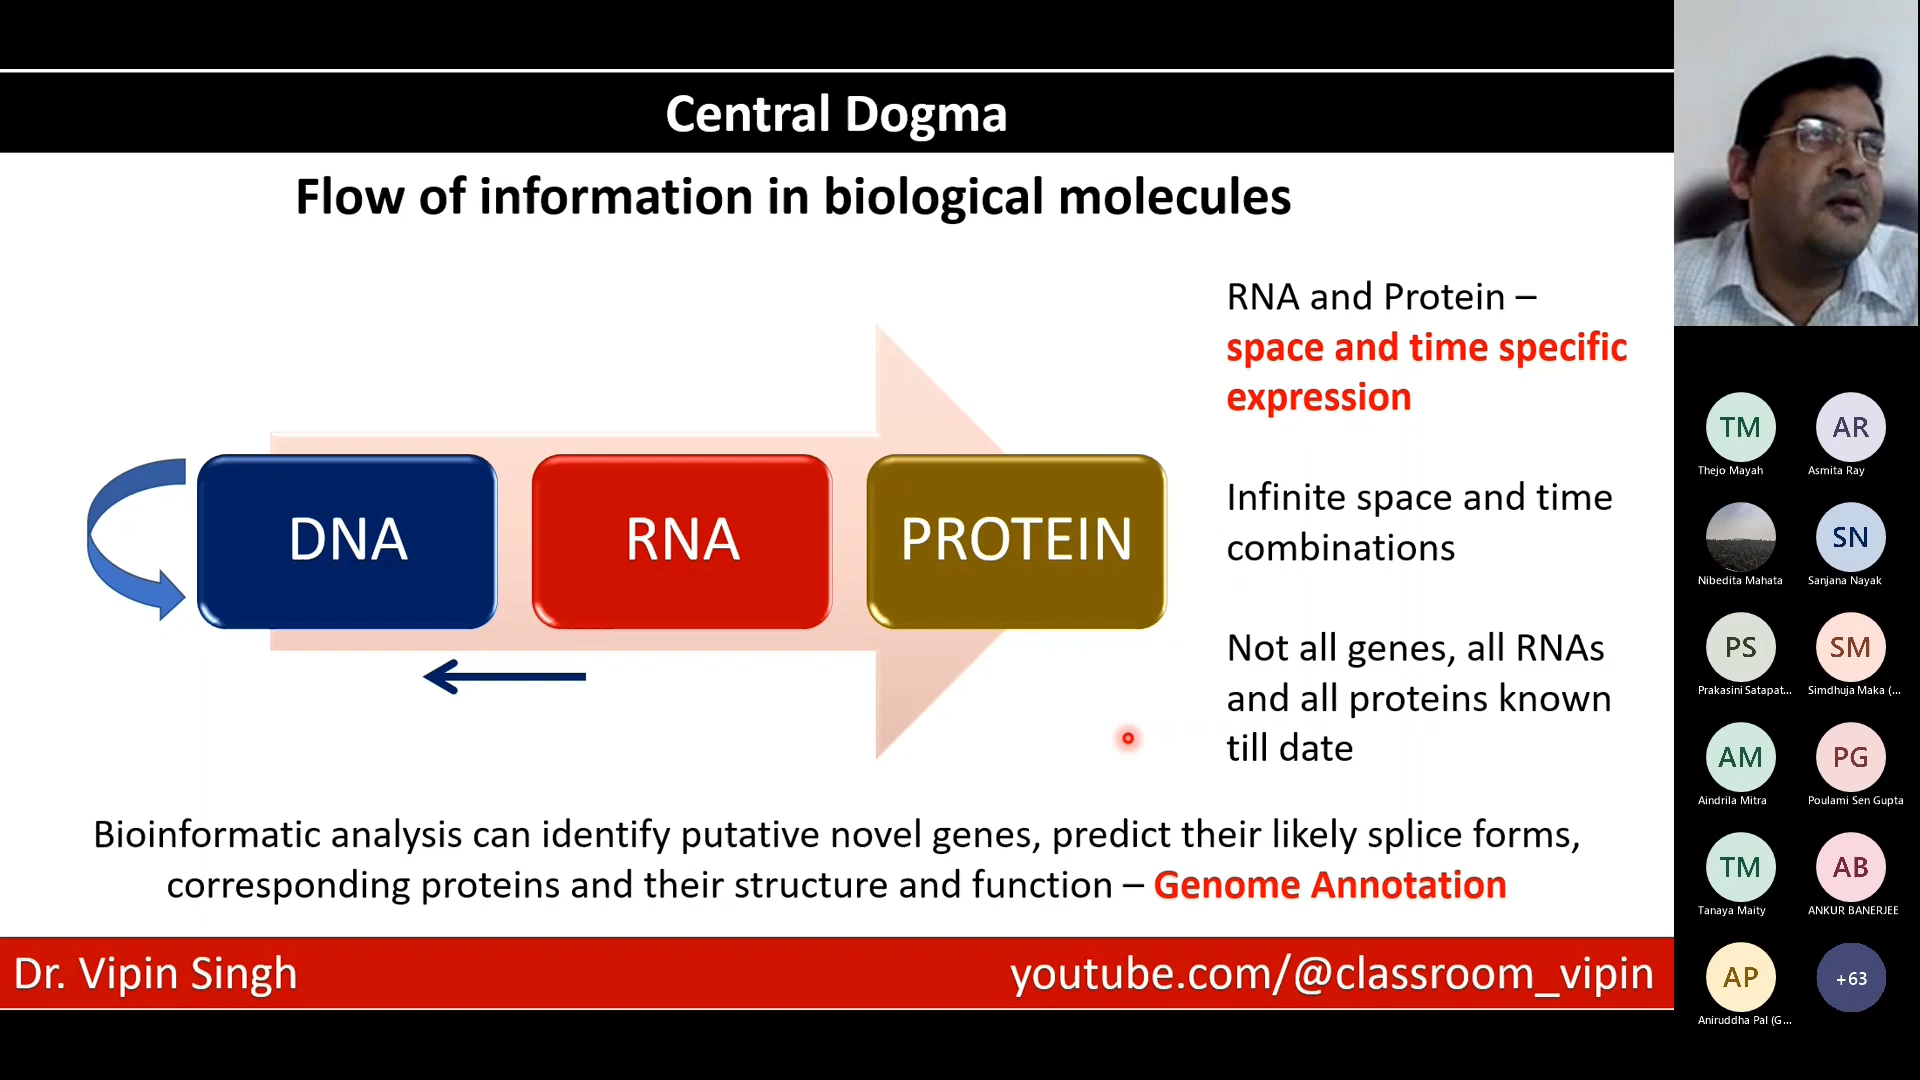 Central Dogma
Flow of information in biological molecules
DNA
RNA
PROTEIN
RNA and Protein –
space and time specific
expression
Infinite space and time
combinations
Not all genes, all RNAs
and all proteins known
till date
Bioinformatic analysis can identify putative novel genes, predict their likely splice forms,
corresponding proteins and their structure and function – Genome Annotation
Dr. Vipin Singh
youtube.com/@classroom_vipin
TM
AR
Thejo Mayah
Asmita Ray
SN
Nibedita Mahata
Sanjana Nayak
PS
SM
Prakasini Satapat...
Simdhuja Maka (...
AM
PG
Aindrila Mitra
Poulami Sen Gupta
TM
AB
Tanaya Maity
ANKUR BANERJEE
AP
+63
Aniruddha Pal (G...